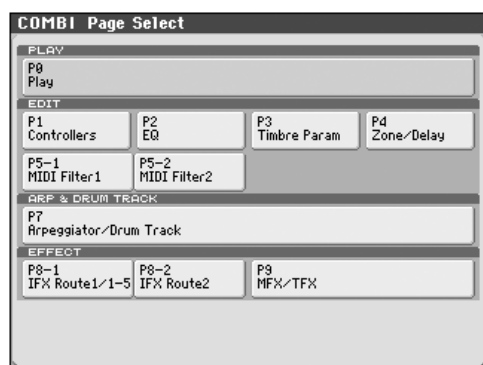 COMBI Page Select
PLAY
P0
Play
EDIT
P1
Controllers
P2
EQ
P3
Timbre Param
P4
Zone/Delay
P5-1
MIDI Filter1
P5-2
MIDI Filter2
ARP & DRUM TRACK
P7
Arpeggiator/Drum Track
EFFECT
P8-1
IFX Route1/1-5
P8-2
IFX Route2
P9
MFX/TFX